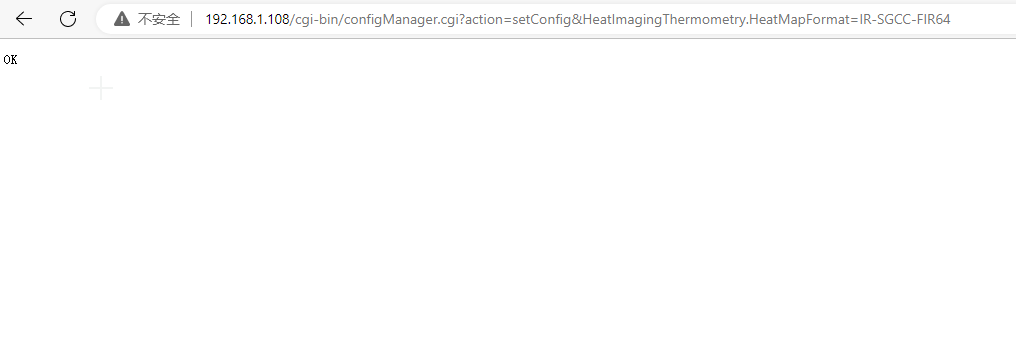 不安全 192.168.1.108/cgi-bin/configManager.cgi?action=setConfig&HeatImagingThermometry.HeatMapFormat=IR-SGCC-FIR64
OK